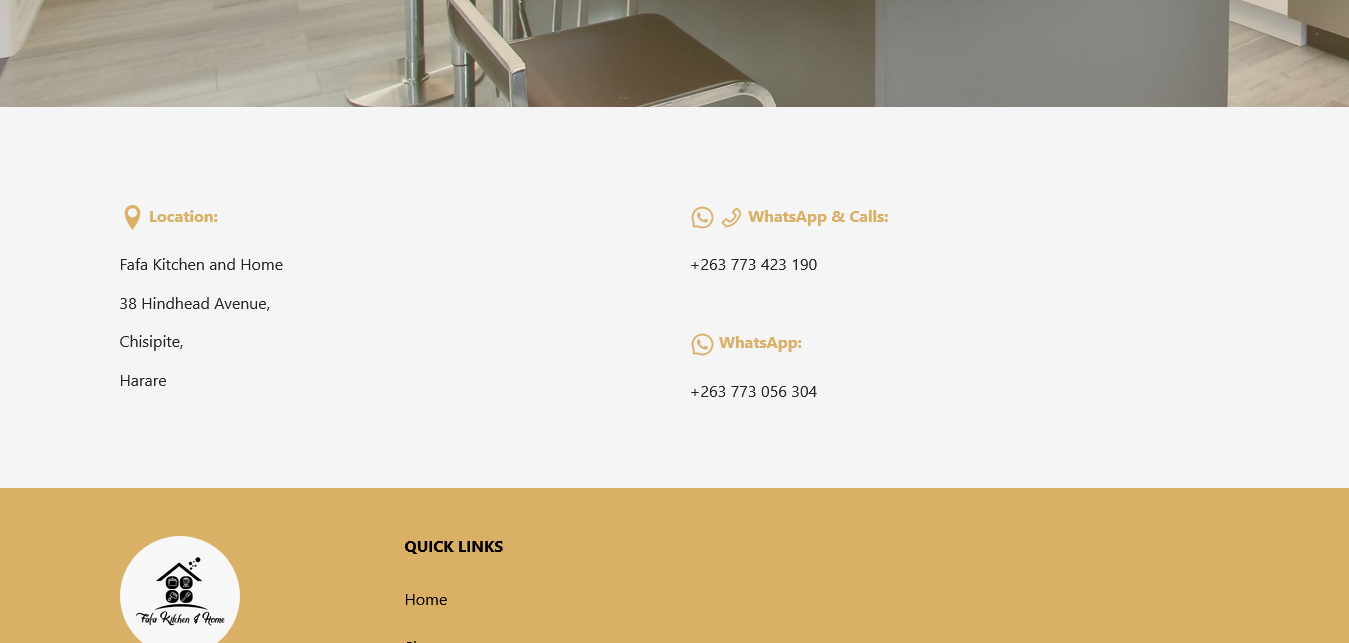 Location:
Fafa Kitchen and Home
38 Hindhead Avenue,
Chisipite,
Harare
WhatsApp & Calls:
+263 773 423 190
WhatsApp:
+263 773 056 304
Fafa Kitchen & Home
QUICK LINKS
Home